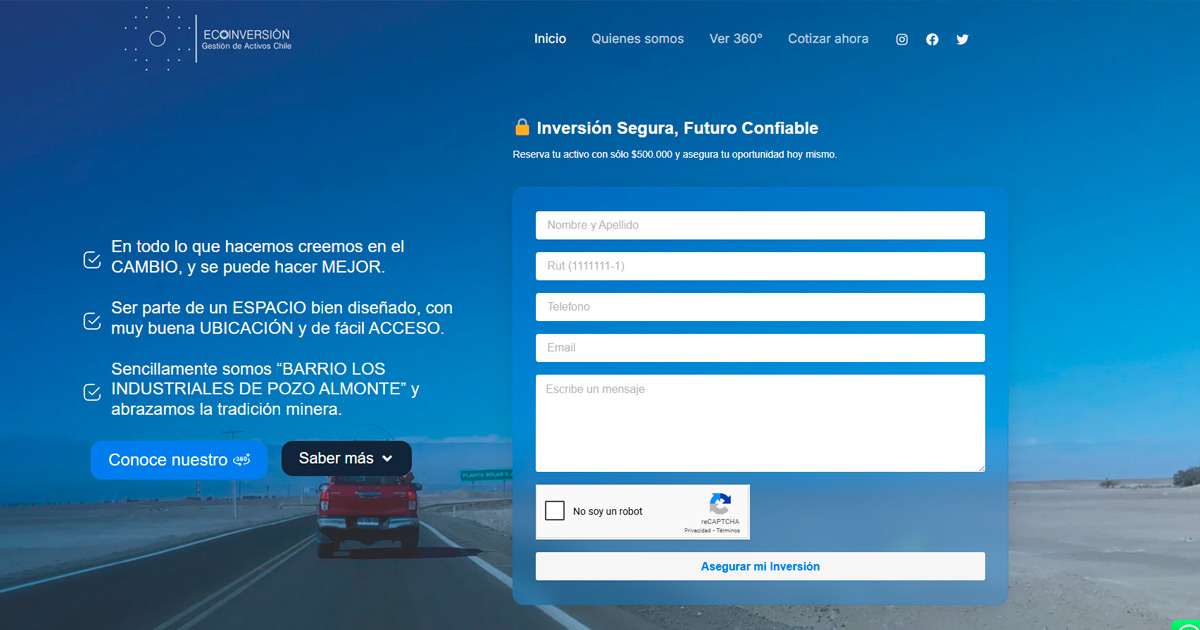 ECOINVERSIÓN
Gestión de Activos Chile
Inicio
Quienes somos
Ver 360°
Cotizar ahora
Inversión Segura, Futuro Confiable
Reserva tu activo con sólo $500.000 y asegura tu oportunidad hoy mismo.
En todo lo que hacemos creemos en el
CAMBIO, y se puede hacer MEJOR.
Ser parte de un ESPACIO bien diseñado, con
muy buena UBICACIÓN y de fácil ACCESO.
Sencillamente somos “BARRIO LOS
INDUSTRIALES DE POZO ALMONTE” y
abrazamos la tradición minera.
Conoce nuestro 360°
Saber más
PLANTA SOLAR
Nombre y Apellido
Rut (1111111-1)
Telefono
Email
Escribe un mensaje
No soy un robot
reCAPTCHA
Privacidad - Términos
Asegurar mi Inversión